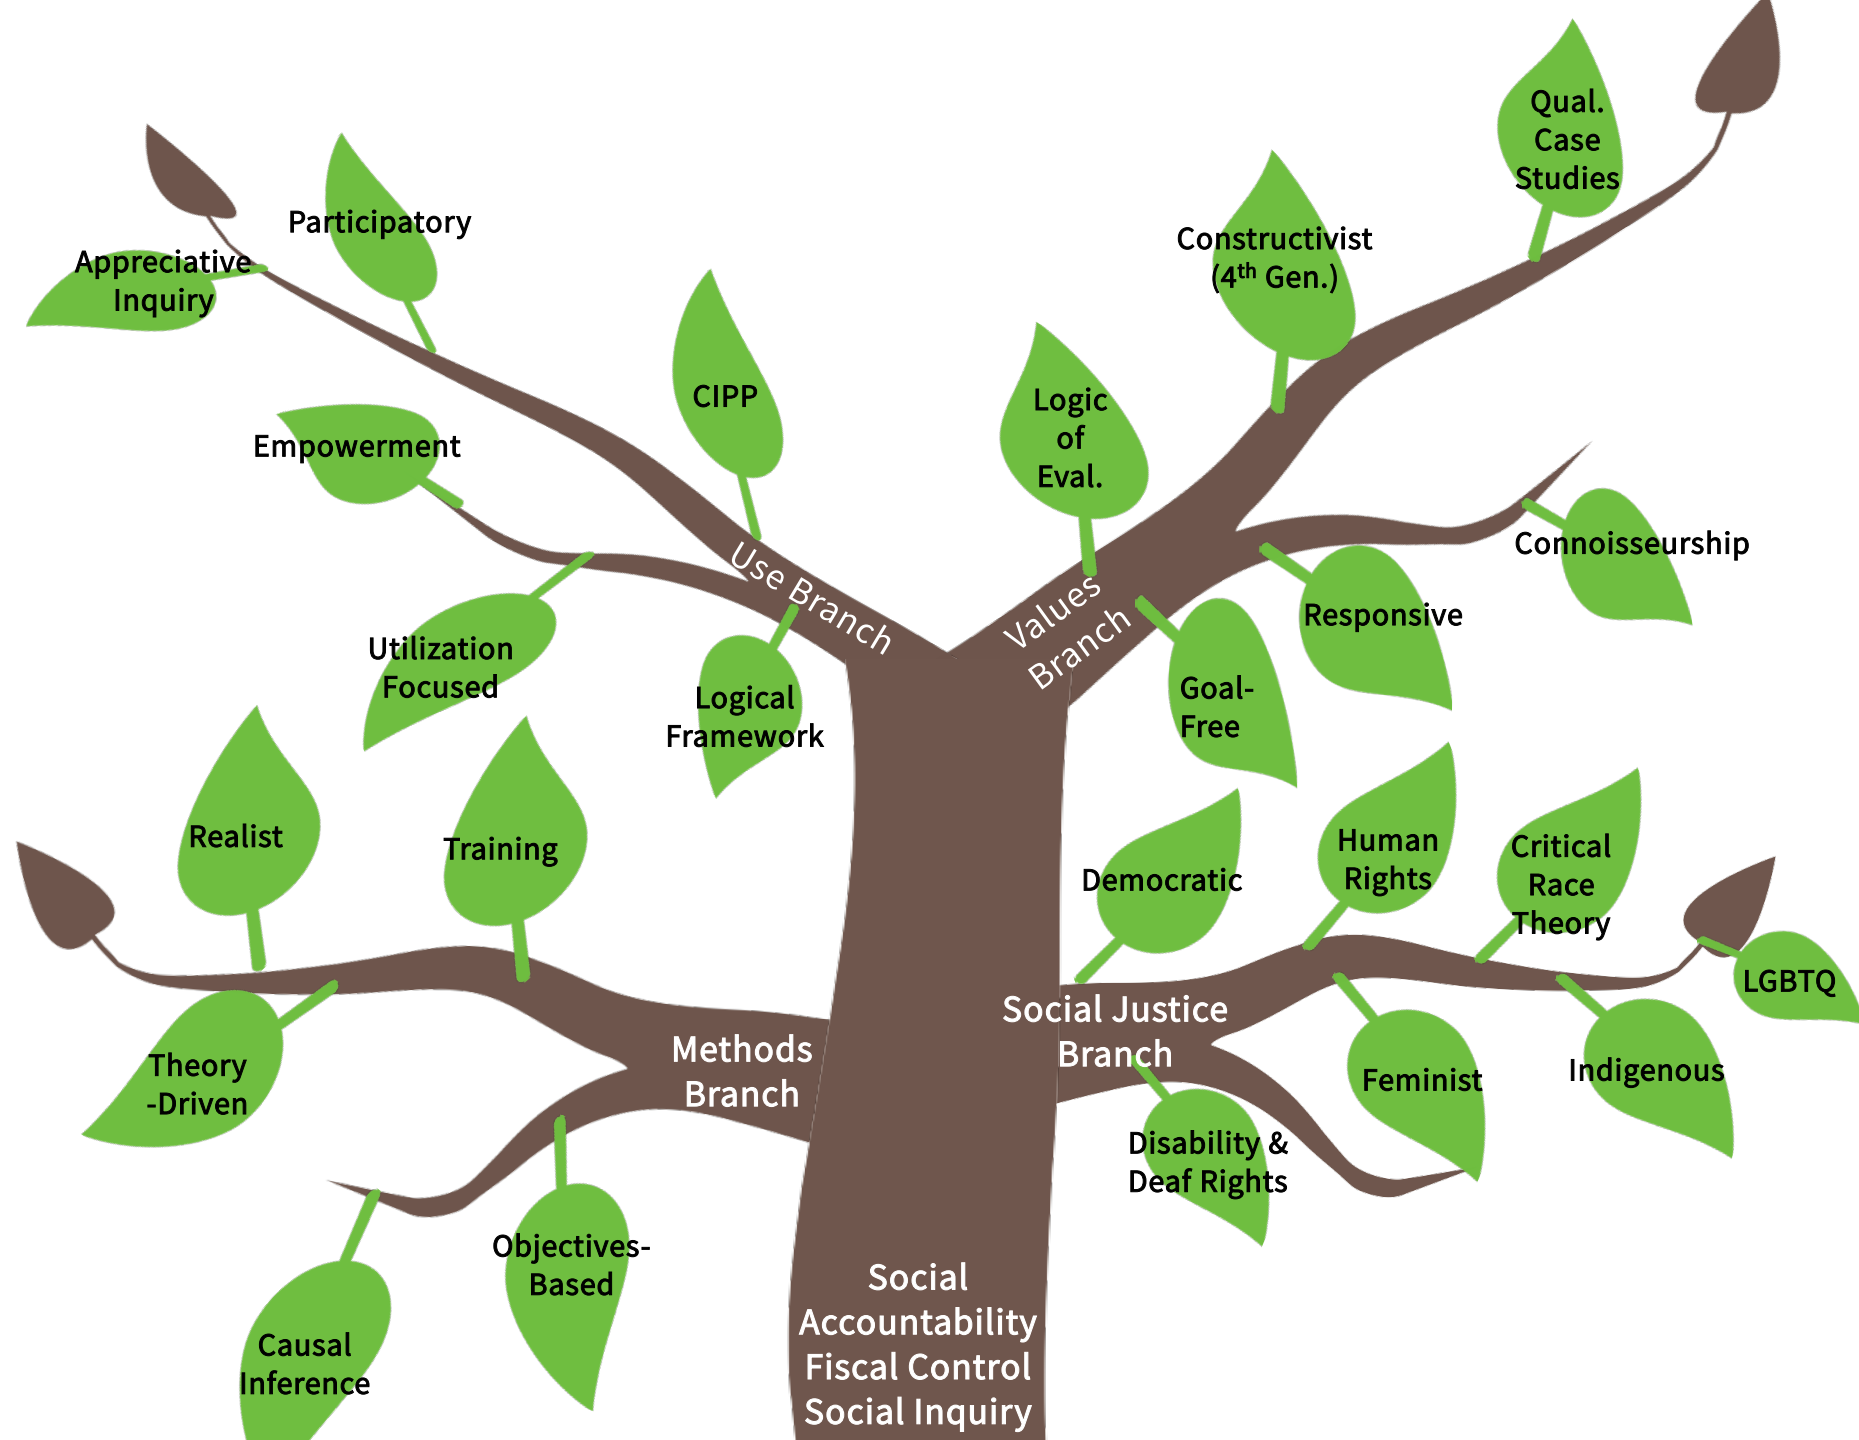 Qual.
Case
Studies
Participatory
Constructivist
(4th Gen.)
Appreciative
Inquiry
CIPP
Logic
of
Eval.
Empowerment
Connoisseurship
Use Branch
Values
Branch
Responsive
Utilization
Focused
Logical
Framework
Goal-
Free
Realist
Training
Democratic
Human
Rights
Critical
Race
Theory
LGBTQ
Social Justice
Branch
Methods
Branch
Theory
-Driven
Feminist
Indigenous
Disability &
Deaf Rights
Objectives-
Based
Causal
Inference
Social
Accountability
Fiscal Control
Social Inquiry